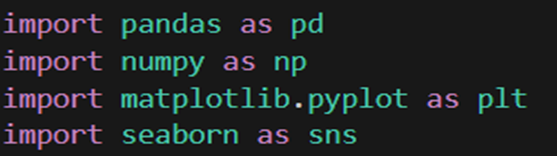 import pandas as pd
import numpy as np
import matplotlib.pyplot as plt
import seaborn as sns